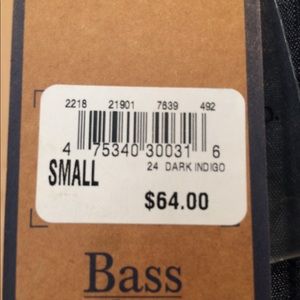 2218 21901 7639 492
4 75340 30031 6
24 DARK INDIGO
SMALL
$64.00
Bass